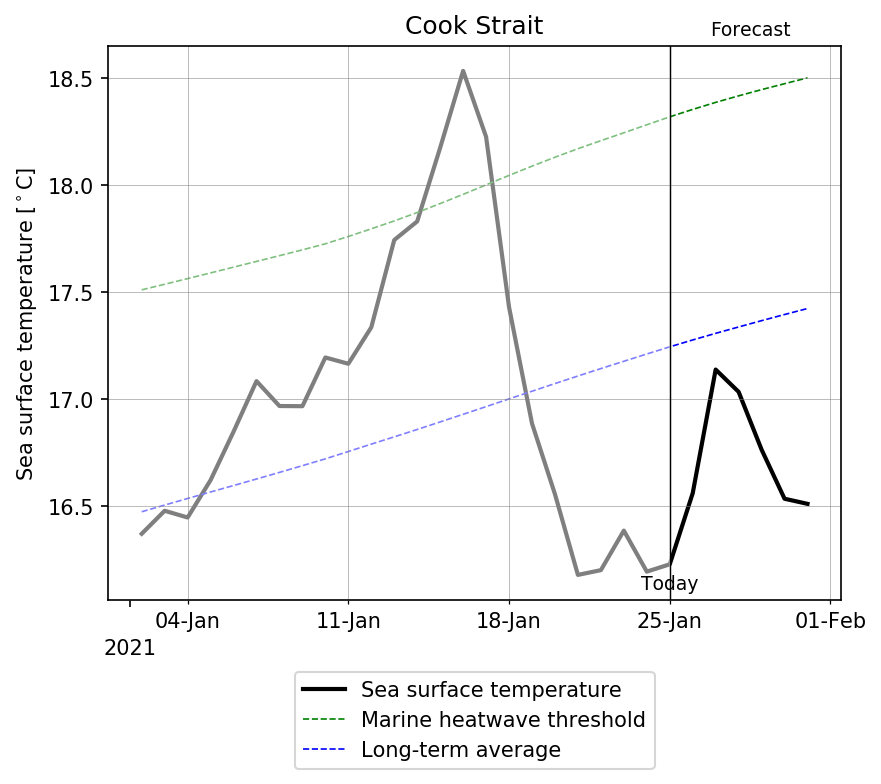 Cook Strait
Forecast
Sea surface temperature [°C]
18.5
18.0
17.5
17.0
16.5
Today
04-Jan
11-Jan
18-Jan
25-Jan
01-Feb
2021
Sea surface temperature
Marine heatwave threshold
Long-term average